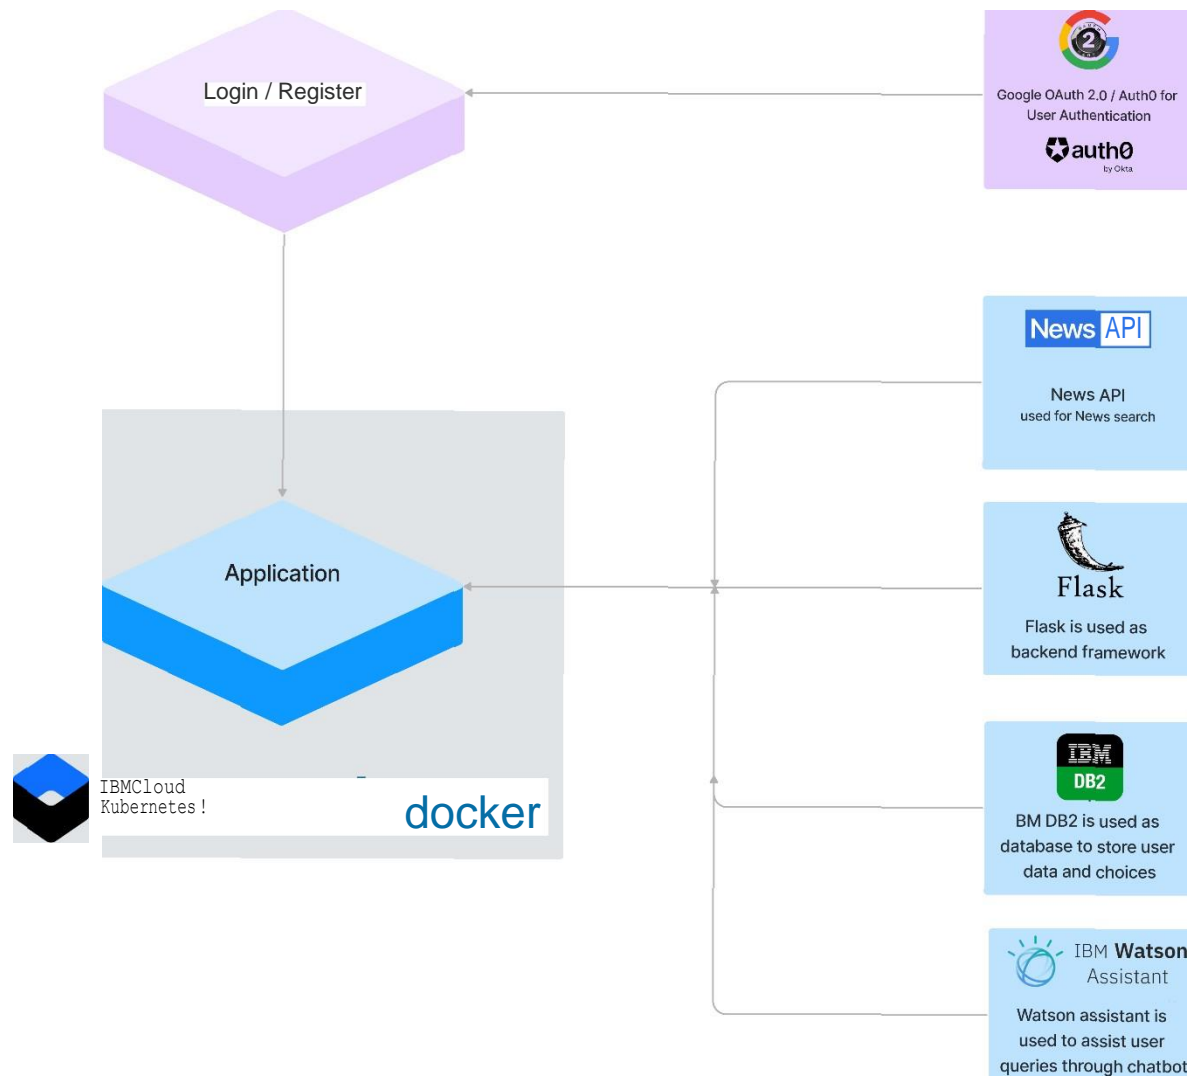 Login / Register
2
Google OAuth 2.0 / Auth0 for
User Authentication
auth0
by Okta
News API
News API
used for News search
Application
Flask
Flask is used as
backend framework
IBMCloud
Kubernetes!
docker
IBM
DB2
BM DB2 is used as
database to store user
data and choices
IBM Watson
Assistant
Watson assistant is
used to assist user
queries through chatbot